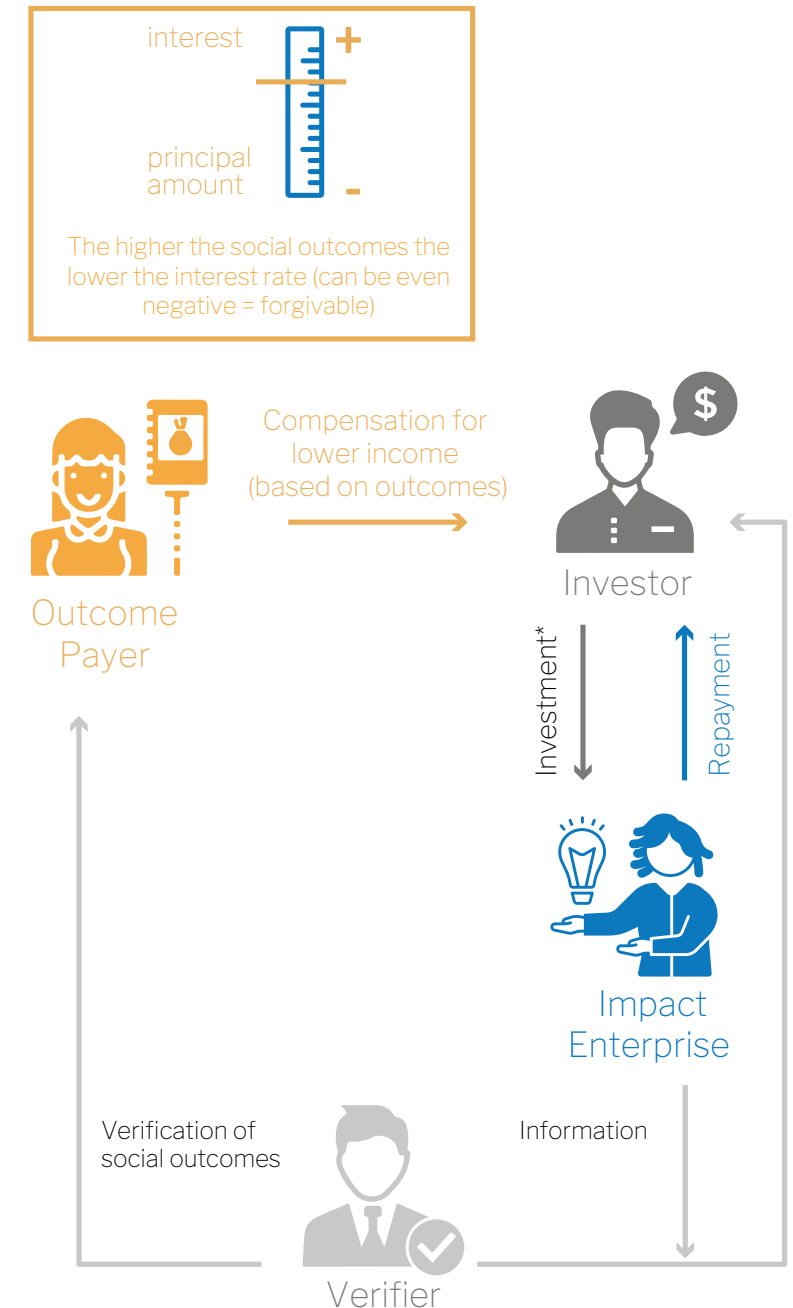 interest
+
principal
amount
-
The higher the social outcomes the
lower the interest rate (can be even
negative = forgivable)
Compensation for
lower income
(based on outcomes)
$
Outcome
Payer
Investor
Investment*
Repayment
Impact
Enterprise
Verification of
social outcomes
Information
Verifier